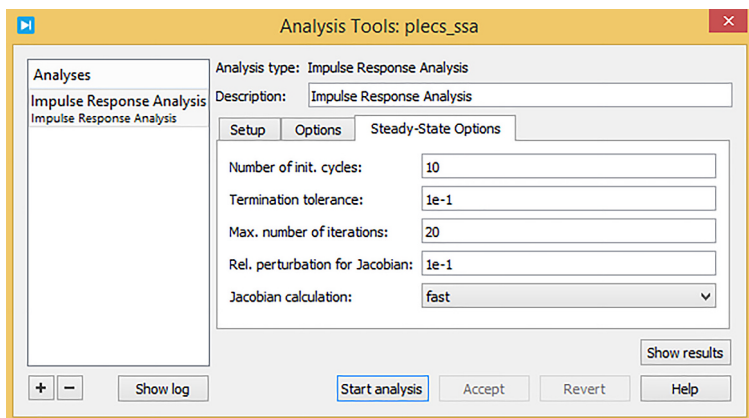 Analysis Tools: plecs_ssa
Analyses
Impulse Response Analysis
Impulse Response Analysis
Analysis type: Impulse Response Analysis
Description: Impulse Response Analysis
Setup Options Steady-State Options
Number of init. cycles: 10
Termination tolerance: 1e-1
Max. number of iterations: 20
Rel. perturbation for Jacobian: 1e-1
Jacobian calculation: fast
Show results
+ − Show log Start analysis Accept Revert Help